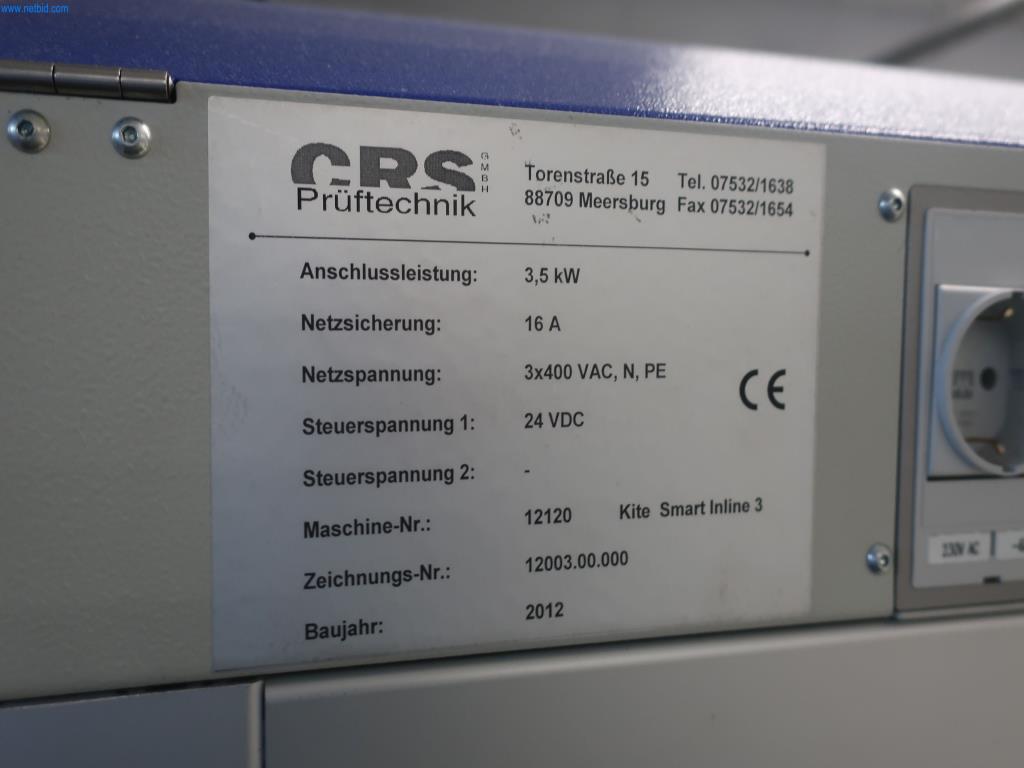 www.netbid.com
CRS GMBH
Prüftechnik
Torenstraße 15 Tel. 07532/1638
88709 Meersburg Fax 07532/1654
Anschlussleistung: 3,5 kW
Netzsicherung: 16 A
Netzspannung: 3x400 VAC, N, PE
CE
Steuerspannung 1: 24 VDC
Steuerspannung 2: -
Maschine-Nr.: 12120 Kite Smart Inline 3
Zeichnungs-Nr.: 12003.00.000
Baujahr: 2012
230V AC